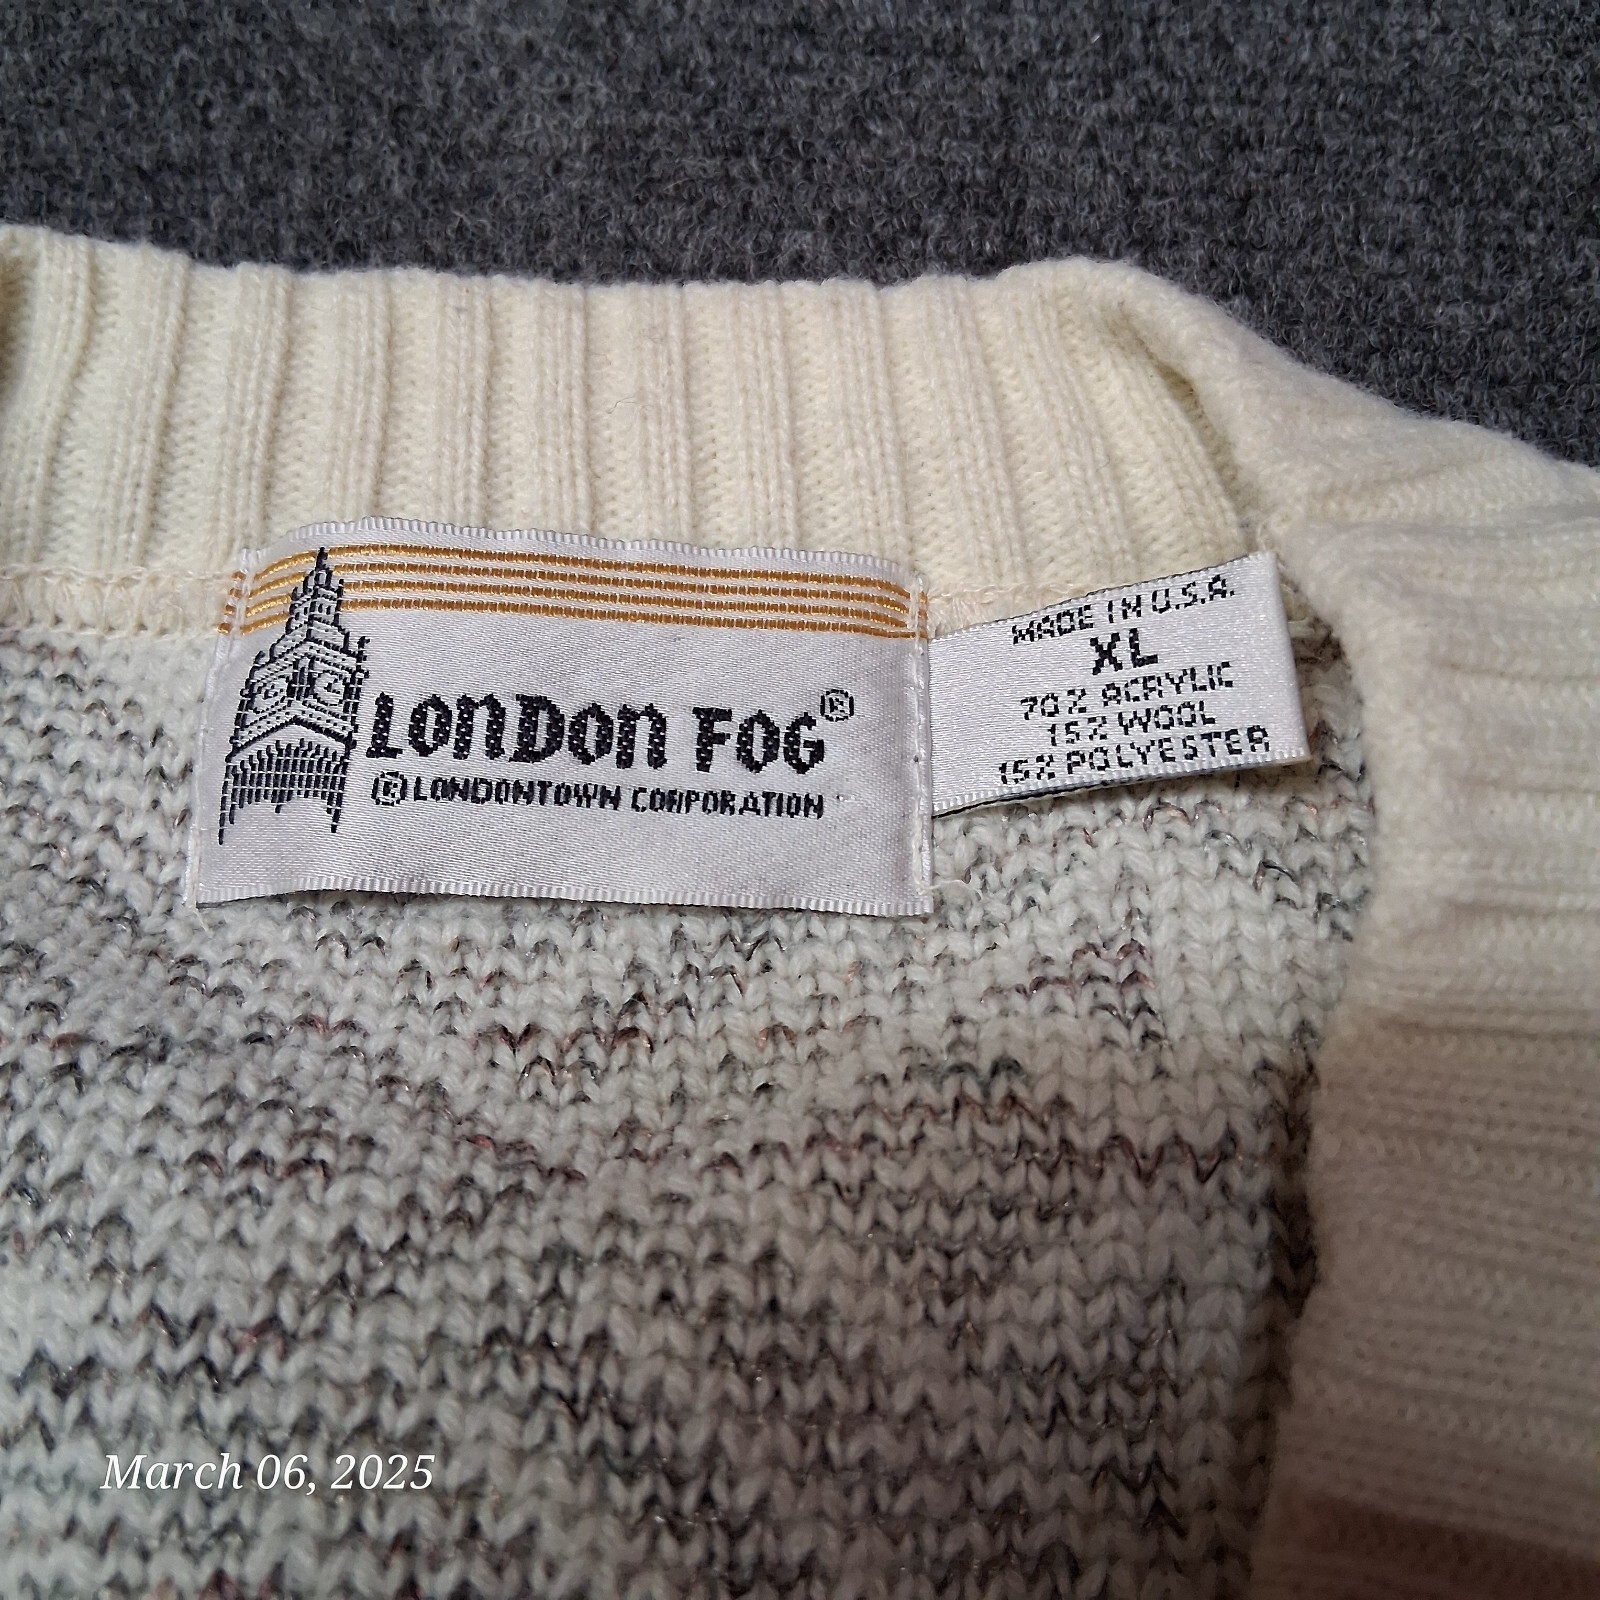 LONDON FOG®
®LONDONTOWN CORPORATION
MADE IN U.S.A.
XL
70% ACRYLIC
15% WOOL
15% POLYESTER
March 06, 2025